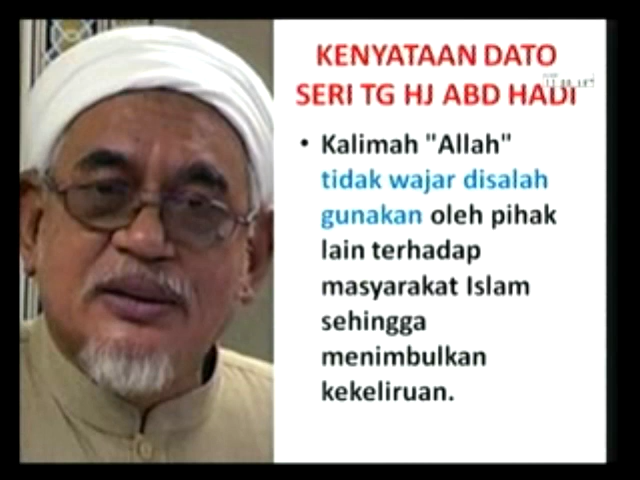 KENYATAAN DATO
SERI TG HJ ABD HADI
• Kalimah "Allah"
tidak wajar disalah
gunakan oleh pihak
lain terhadap
masyarakat Islam
sehingga
menimbulkan
kekeliruan.